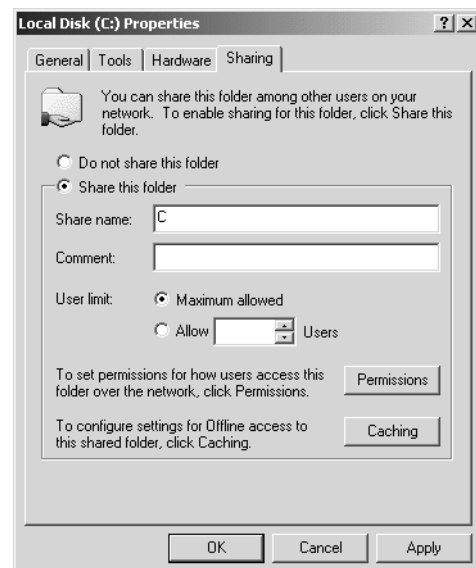 Local Disk (C:) Properties ? X
General Tools Hardware Sharing
You can share this folder among other users on your
network. To enable sharing for this folder, click Share this
folder.
Do not share this folder
Share this folder
Share name: C
Comment:
User limit: Maximum allowed
Allow Users
To set permissions for how users access this
folder over the network, click Permissions.
Permissions
To configure settings for Offline access to
this shared folder, click Caching.
Caching
OK Cancel Apply